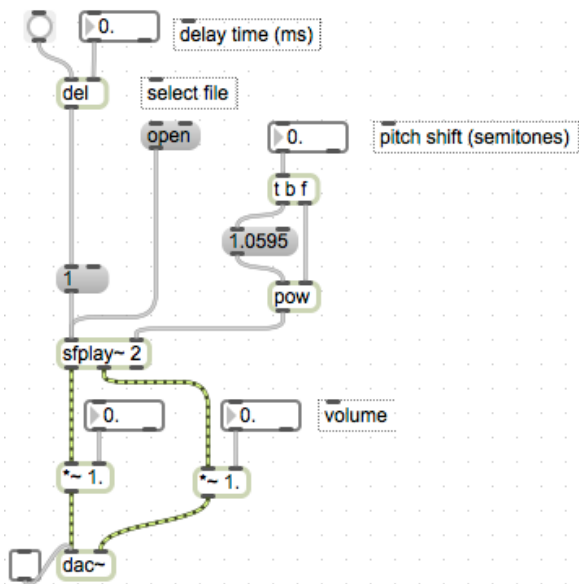 0.
delay time (ms)
del
select file
open
0.
pitch shift (semitones)
t b f
1.0595
1
pow
sfplay~ 2
0.
0.
volume
*~ 1.
*~ 1.
dac~